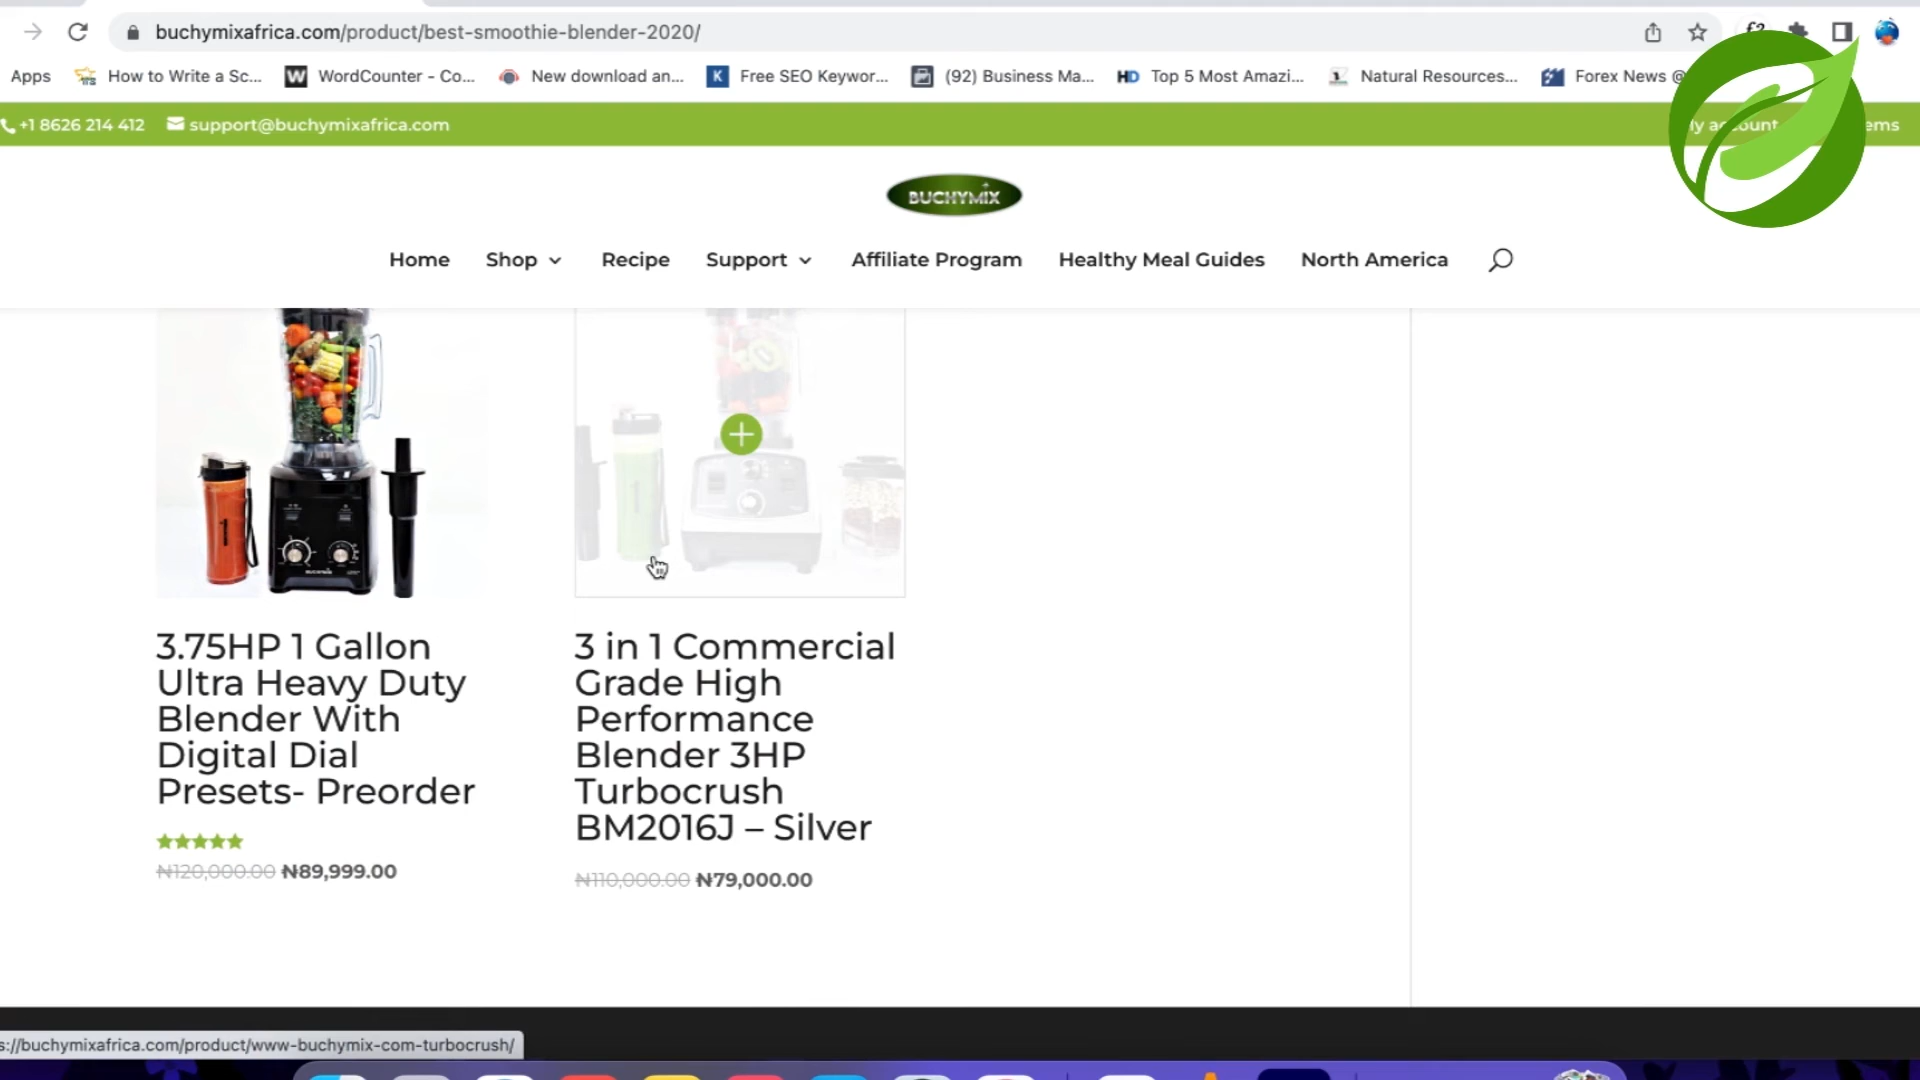 buchymixafrica.com/product/best-smoothie-blender-2020/
Apps How to Write a Sc... WordCounter - Co... New download an... Free SEO Keywor... (92) Business Ma... Top 5 Most Amazi... Natural Resources... Forex News @
+1 8626 214 412 support@buchymixafrica.com
BUCHYMIX
Home Shop Recipe Support Affiliate Program Healthy Meal Guides North America
3.75HP 1 Gallon
Ultra Heavy Duty
Blender With
Digital Dial
Presets- Preorder
₦120,000.00 ₦89,999.00
3 in 1 Commercial
Grade High
Performance
Blender 3HP
Turbocrush
BM2016J – Silver
₦110,000.00 ₦79,000.00
s://buchymixafrica.com/product/www-buchymix-com-turbocrush/